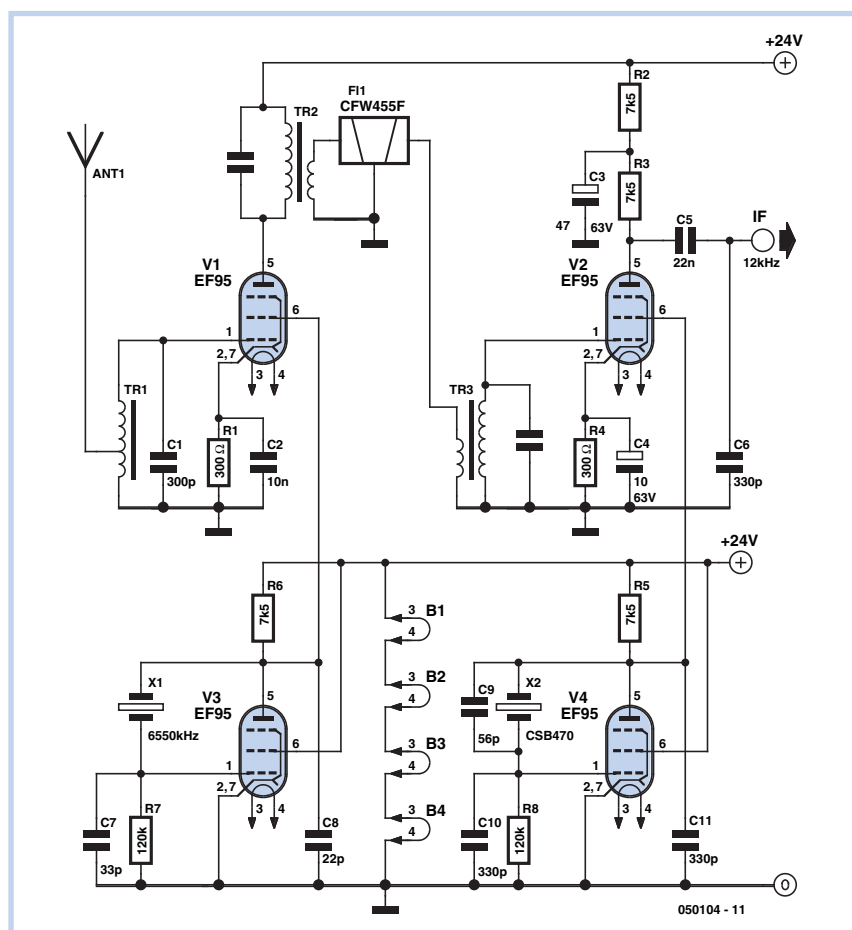 +24V
R2
7k5
Fl1
CFW455F
TR2
ANT1
C3
47
63V
R3
7k5
C5
22n
IF
12kHz
V1
EF95
5
6
1
2,7
3
4
V2
EF95
5
6
1
2,7
3
4
TR1
C1
300p
R1
300 Ω
C2
10n
TR3
R4
300 Ω
C4
10
63V
C6
330p
+24V
R6
7k5
3 B1
4
3 B2
4
3 B3
4
3 B4
4
R5
7k5
X1
6550kHz
V3
EF95
5
6
1
2,7
3
4
C9
56p
X2
CSB470
V4
EF95
5
6
1
2,7
3
4
C7
33p
R7
120k
C8
22p
C10
330p
R8
120k
C11
330p
0
050104 - 11